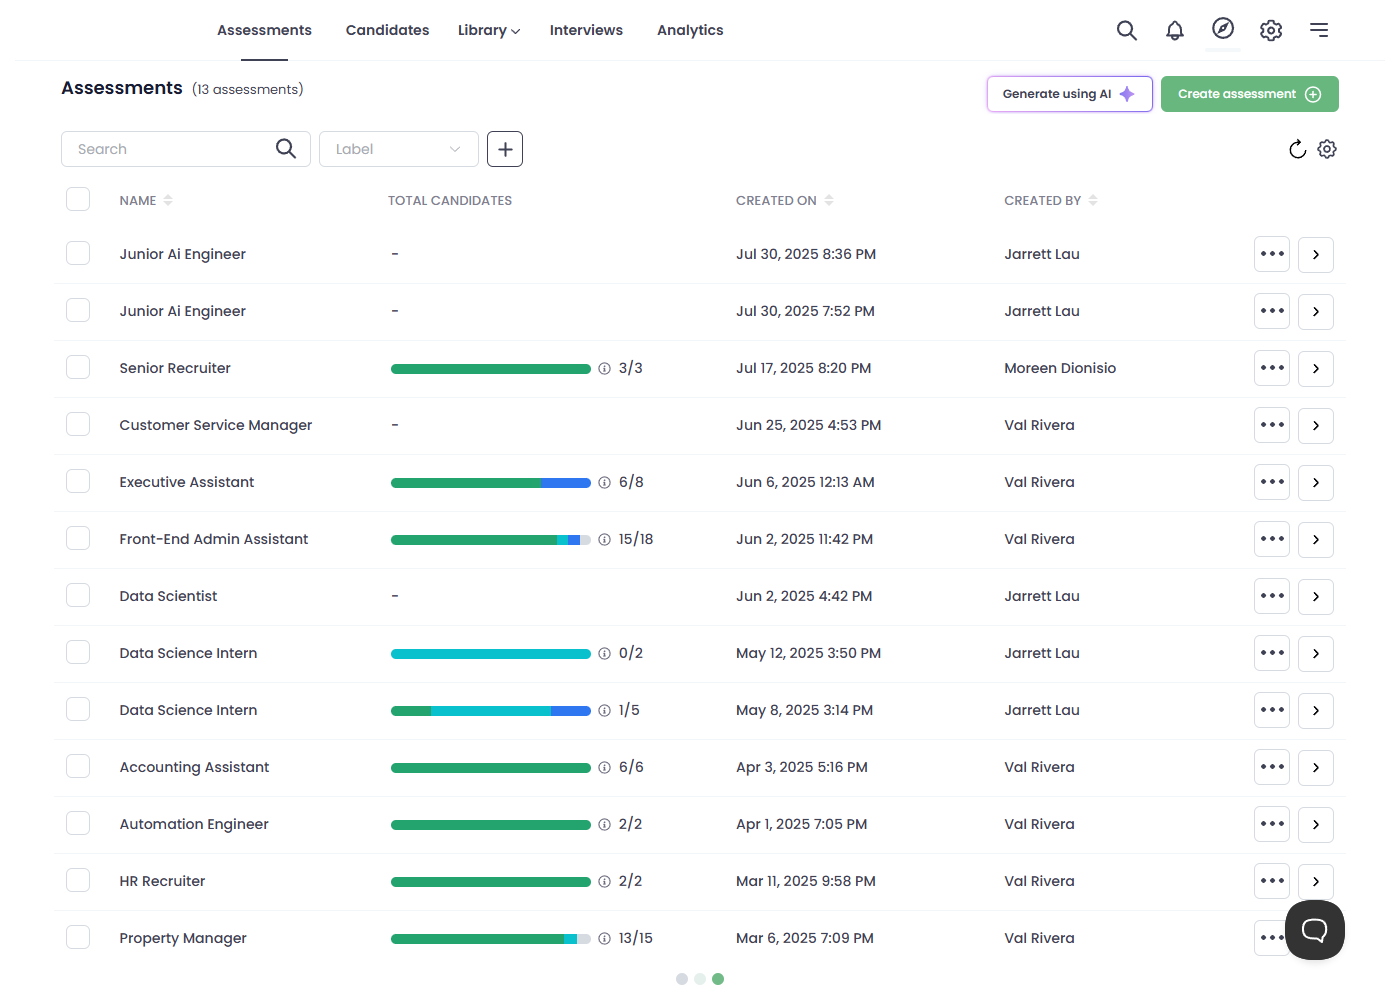 Assessments Candidates Library Interviews Analytics
Assessments (13 assessments) Generate using AI Create assessment
Search Label
NAME TOTAL CANDIDATES CREATED ON CREATED BY
Junior Ai Engineer - Jul 30, 2025 8:36 PM Jarrett Lau
Junior Ai Engineer - Jul 30, 2025 7:52 PM Jarrett Lau
Senior Recruiter 3/3 Jul 17, 2025 8:20 PM Moreen Dionisio
Customer Service Manager - Jun 25, 2025 4:53 PM Val Rivera
Executive Assistant 6/8 Jun 6, 2025 12:13 AM Val Rivera
Front-End Admin Assistant 15/18 Jun 2, 2025 11:42 PM Val Rivera
Data Scientist - Jun 2, 2025 4:42 PM Jarrett Lau
Data Science Intern 0/2 May 12, 2025 3:50 PM Jarrett Lau
Data Science Intern 1/5 May 8, 2025 3:14 PM Jarrett Lau
Accounting Assistant 6/6 Apr 3, 2025 5:16 PM Val Rivera
Automation Engineer 2/2 Apr 1, 2025 7:05 PM Val Rivera
HR Recruiter 2/2 Mar 11, 2025 9:58 PM Val Rivera
Property Manager 13/15 Mar 6, 2025 7:09 PM Val Rivera